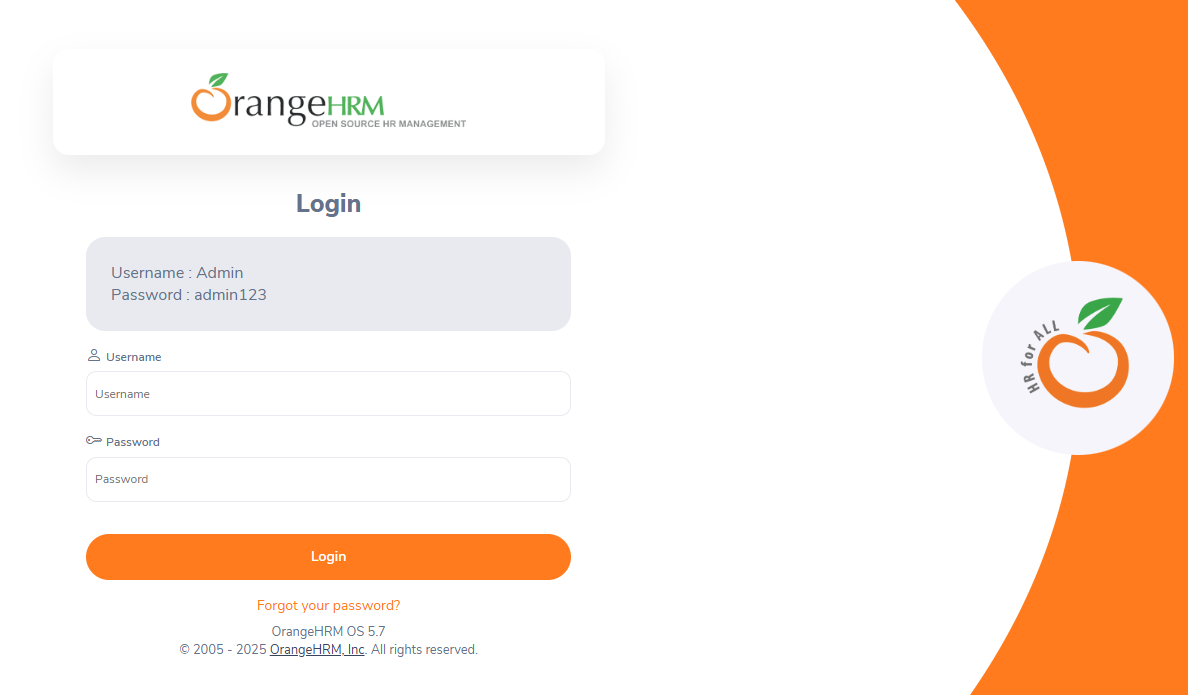 OrangeHRM
OPEN SOURCE HR MANAGEMENT
Login
Username : Admin
Password : admin123
Username
Username
Password
Password
Login
Forgot your password?
OrangeHRM OS 5.7
© 2005 - 2025 OrangeHRM, Inc. All rights reserved.
HR for ALL